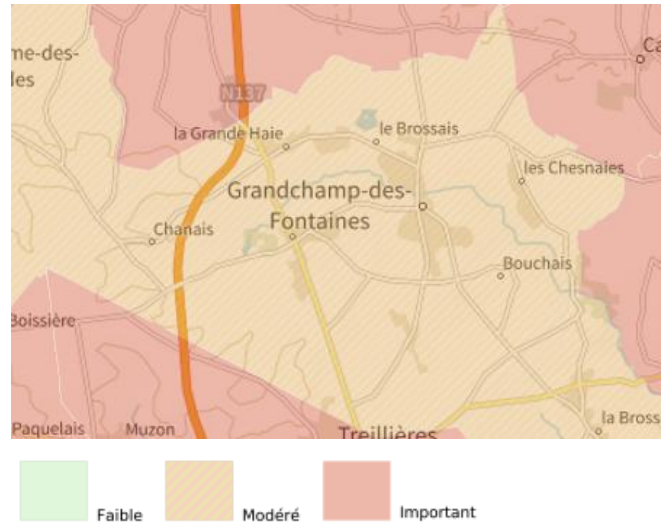 me-des-
les
N137
Cá
la Grande Haie
le Brossais
les Chesnaies
Grandchamp-des-
Fontaines
Chanais
Bouchais
Boissière
Paquelais
Muzon
Treillières
la Bross
Faible
Modéré
Important